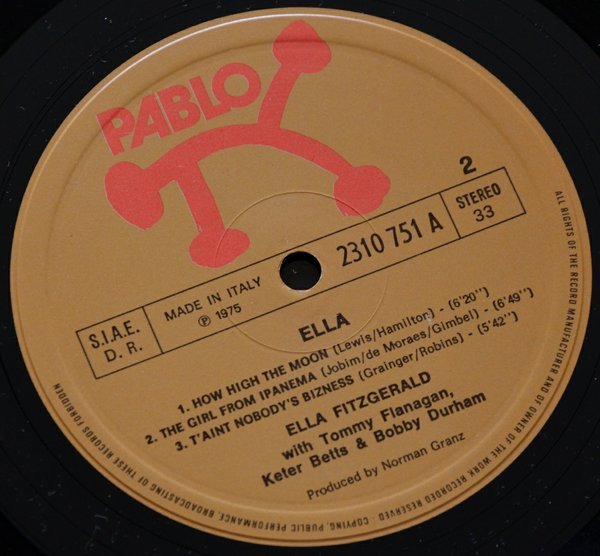 PABLO
2
S.I.A.E.
D. R.
MADE IN ITALY
℗ 1975
2310 751 A
STEREO
33
ELLA
1. HOW HIGH THE MOON (Lewis/Hamilton) - (6'20'')
2. THE GIRL FROM IPANEMA (Jobim/de Moraes/Gimbel) - (6'49'')
3. T'AINT NOBODY'S BIZNESS (Grainger/Robins) - (5'42'')
ELLA FITZGERALD
with Tommy Flanagan,
Keter Betts & Bobby Durham
Produced by Norman Granz
ALL RIGHTS OF THE RECORD MANUFACTURER AND OF OWNER OF THE WORK RECORDED RESERVED - COPYING, PUBLIC PERFORMANCE, BROADCASTING OF THESE RECORDS FORBIDDEN